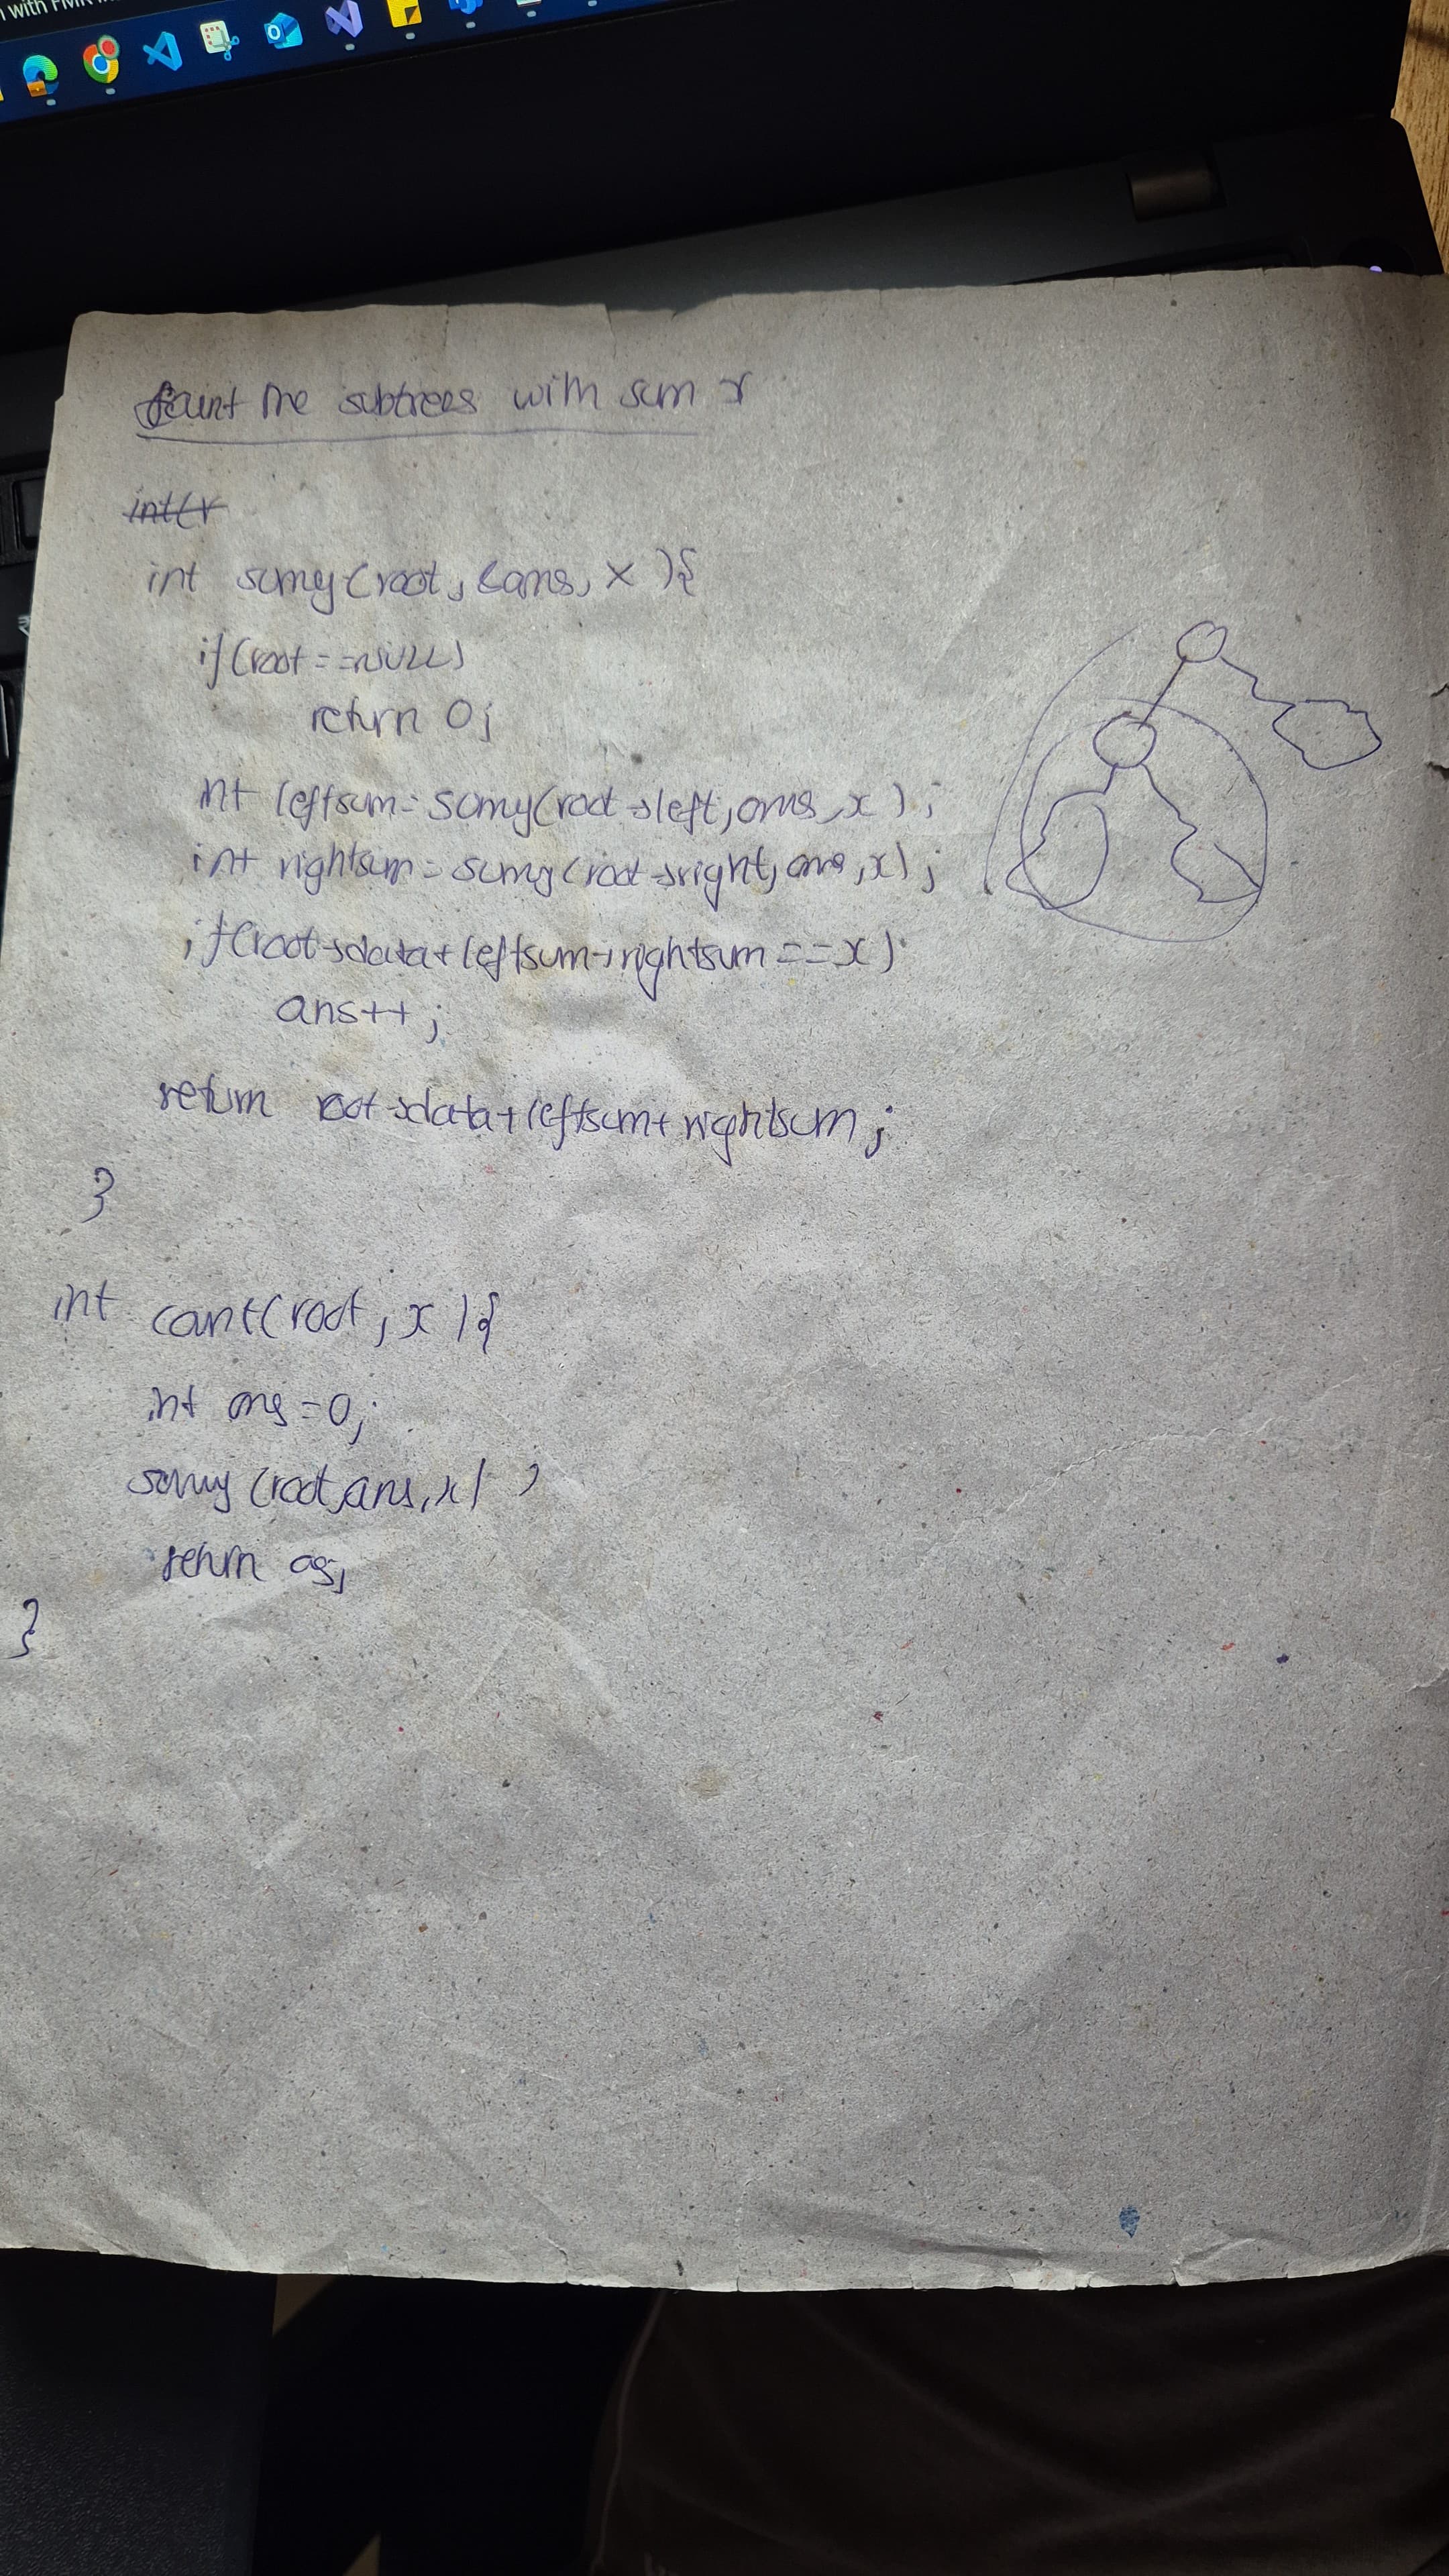 with FMR
Count the subtrees with sum x
int(r
int sumy(root, &ans, x ){
if(root==NULL)
return 0;
int leftsum=sumy(root->left,ans,x);
int rightsum=sumy(root->right,ans,x);
if(root->data+leftsum+rightsum==x)
ans++;
return root->data+leftsum+rightsum;
}
int count(root, x){
int ans=0;
sumy(root,ans,x) ;
return ans;
}